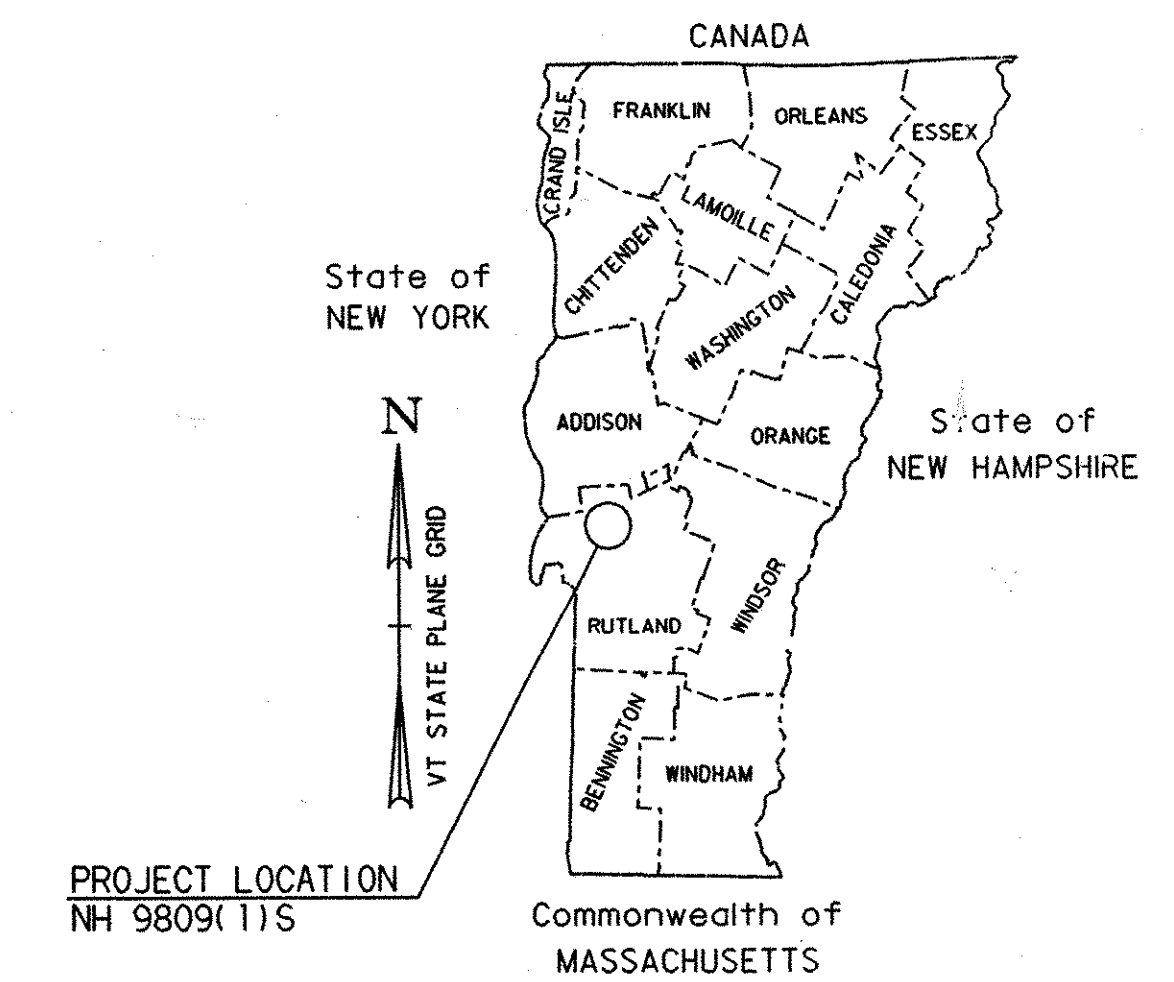 CANADA
FRANKLIN
ORLEANS
ESSEX
GRAND ISLE
LAMOILLE
CHITTENDEN
CALEDONIA
State of
NEW YORK
WASHINGTON
N
ADDISON
ORANGE
State of
NEW HAMPSHIRE
VT STATE PLANE GRID
WINDSOR
RUTLAND
BENNINGTON
WINDHAM
PROJECT LOCATION
NH 9809(1)S
Commonwealth of
MASSACHUSETTS